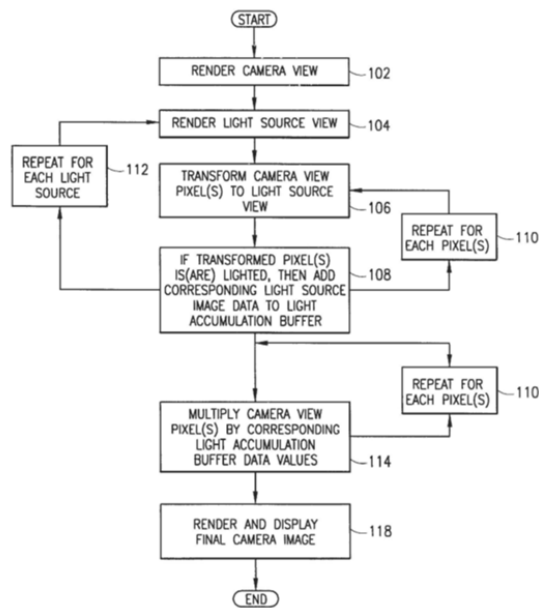 START
RENDER CAMERA VIEW
102
RENDER LIGHT SOURCE VIEW
104
REPEAT FOR
EACH LIGHT
SOURCE
112
TRANSFORM CAMERA VIEW
PIXEL(S) TO LIGHT SOURCE
VIEW
106
REPEAT FOR
EACH PIXEL(S)
110
IF TRANSFORMED PIXEL(S)
IS(ARE) LIGHTED, THEN ADD
CORRESPONDING LIGHT SOURCE
IMAGE DATA TO LIGHT
ACCUMULATION BUFFER
108
REPEAT FOR
EACH PIXEL(S)
110
MULTIPLY CAMERA VIEW
PIXEL(S) BY CORRESPONDING
LIGHT ACCUMULATION
BUFFER DATA VALUES
114
RENDER AND DISPLAY
FINAL CAMERA IMAGE
118
END